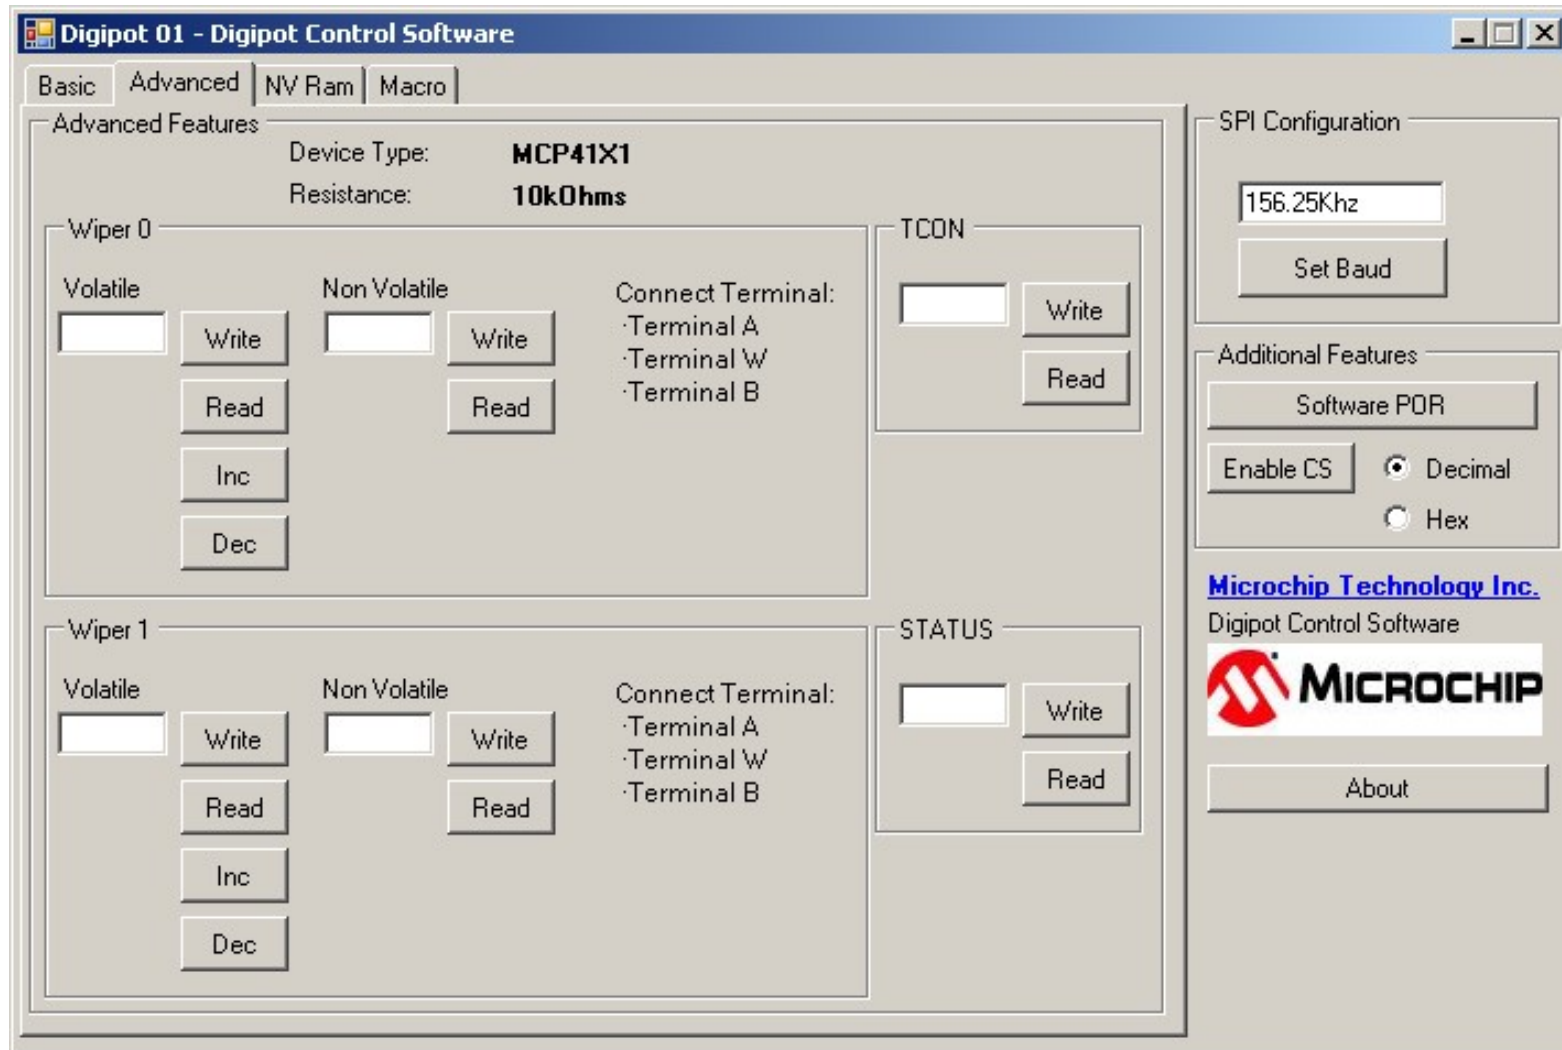 Digipot 01 - Digipot Control Software
Basic Advanced NV Ram Macro
Advanced Features
Device Type: MCP41X1
Resistance: 10kOhms
Wiper 0
Volatile Non Volatile
Write Write
Read Read
Inc
Dec
Connect Terminal:
·Terminal A
·Terminal W
·Terminal B
TCON
Write
Read
Wiper 1
Volatile Non Volatile
Write Write
Read Read
Inc
Dec
Connect Terminal:
·Terminal A
·Terminal W
·Terminal B
STATUS
Write
Read
SPI Configuration
156.25Khz
Set Baud
Additional Features
Software POR
Enable CS Decimal
Hex
Microchip Technology Inc.
Digipot Control Software
MICROCHIP
About